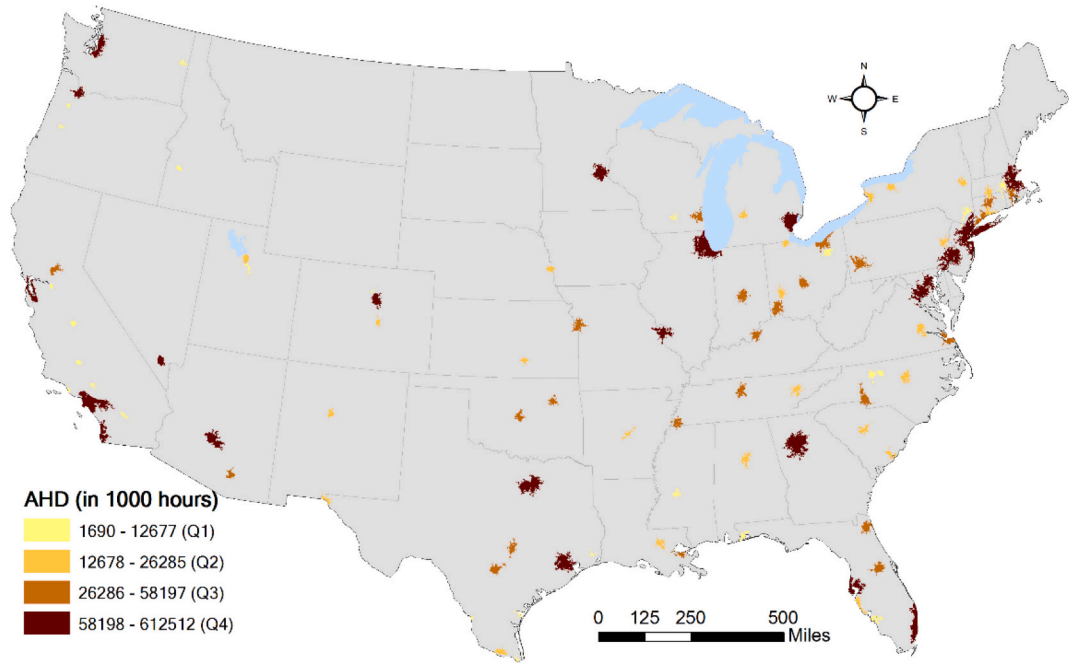 N
W E
S
AHD (in 1000 hours)
1690 - 12677 (Q1)
12678 - 26285 (Q2)
26286 - 58197 (Q3)
58198 - 612512 (Q4)
0 125 250 500
Miles